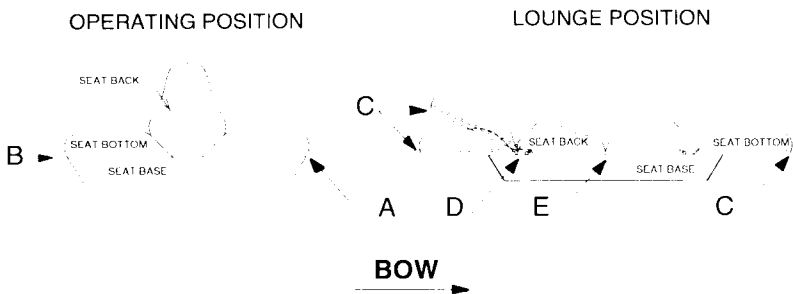 OPERATING POSITION
LOUNGE POSITION
SEAT BACK
C
B
SEAT BOTTOM
SEAT BASE
SEAT BACK
SEAT BOTTOM
SEAT BASE
A
D
E
C
BOW